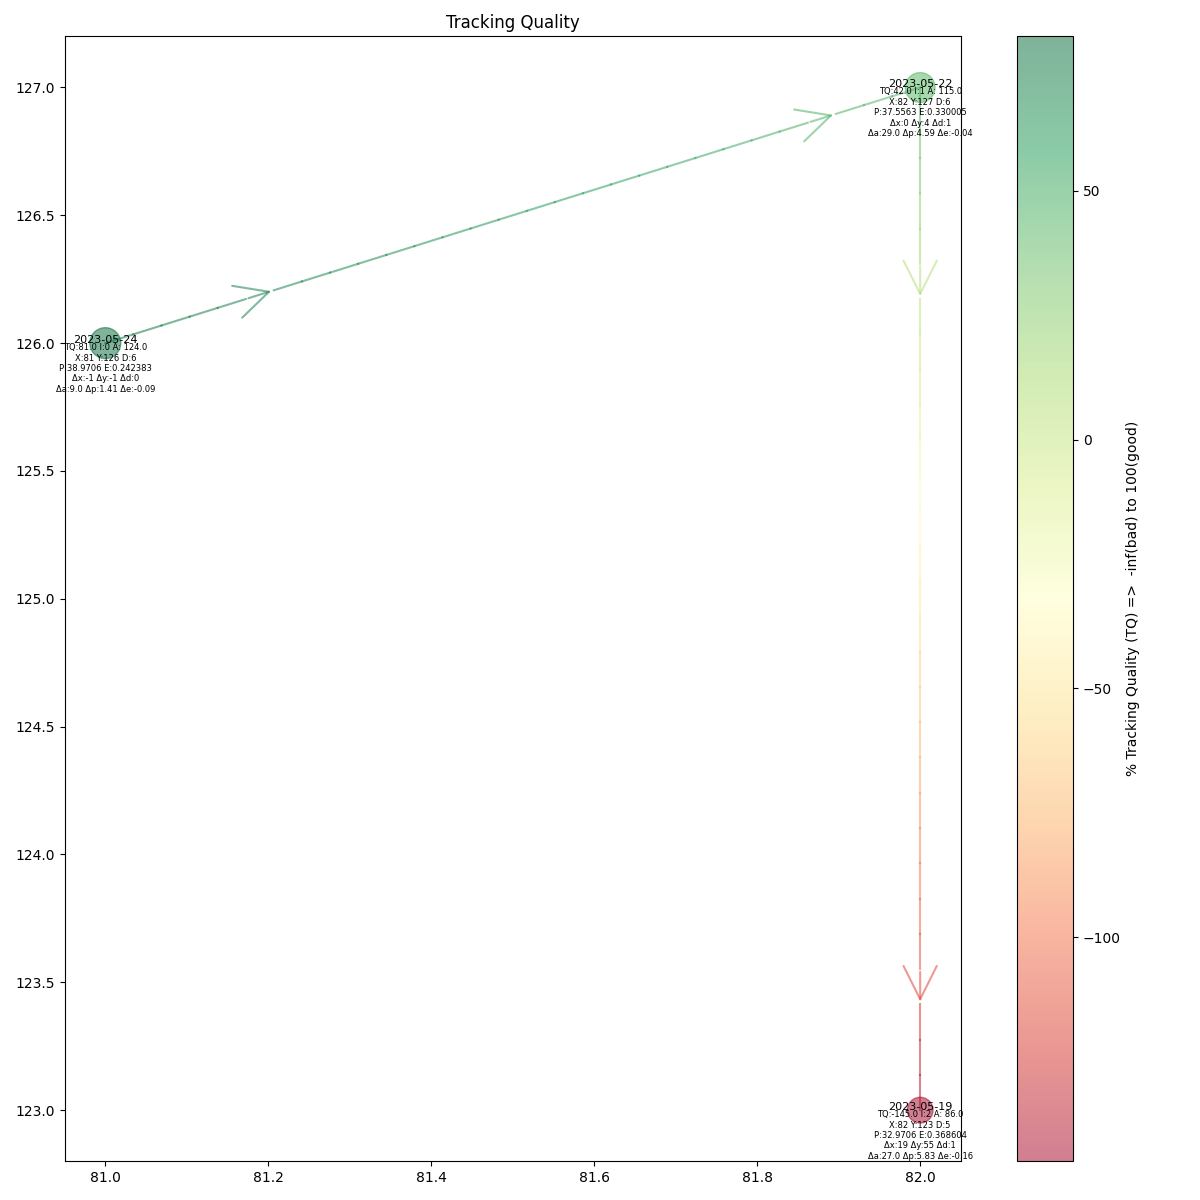 Tracking Quality
127.0
126.5
126.0
125.5
125.0
124.5
124.0
123.5
123.0
81.0
81.2
81.4
81.6
81.8
82.0
2023-05-22
TQ:42.0 I:1 A: 115.0
X:82 Y:127 D:6
P:37.5563 E:0.330005
Δx:0 Δy:4 Δd:1
Δa:29.0 Δp:4.59 Δe:-0.04
2023-05-24
TQ:81.0 I:0 A: 124.0
X:81 Y:126 D:6
P:38.9706 E:0.242383
Δx:-1 Δy:-1 Δd:0
Δa:9.0 Δp:1.41 Δe:-0.09
2023-05-19
TQ:-145.0 I:2 A: 86.0
X:82 Y:123 D:5
P:32.9706 E:0.368604
Δx:19 Δy:55 Δd:1
Δa:27.0 Δp:5.83 Δe:-0.16
50
0
−50
−100
% Tracking Quality (TQ) =>  -inf(bad) to 100(good)